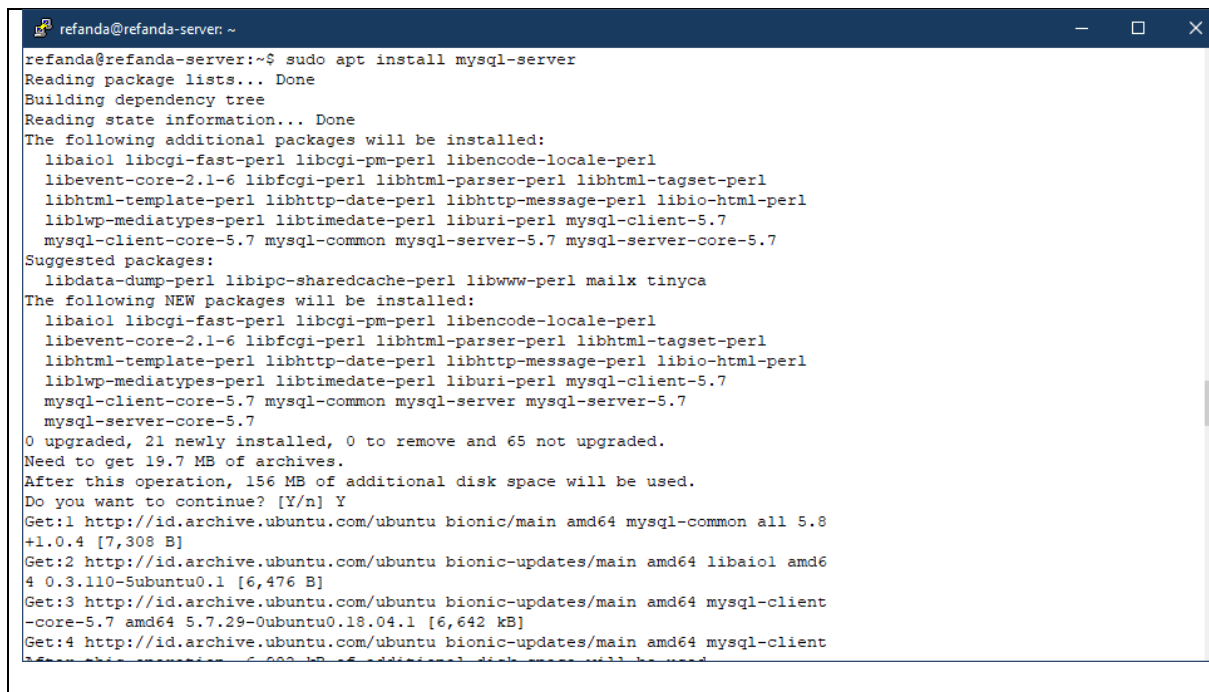 refanda@refanda-server: ~
refanda@refanda-server:~$ sudo apt install mysql-server
Reading package lists... Done
Building dependency tree
Reading state information... Done
The following additional packages will be installed:
  libaio1 libcgi-fast-perl libcgi-pm-perl libencode-locale-perl
  libevent-core-2.1-6 libfcgi-perl libhtml-parser-perl libhtml-tagset-perl
  libhtml-template-perl libhttp-date-perl libhttp-message-perl libio-html-perl
  liblwp-mediatypes-perl libtimedate-perl liburi-perl mysql-client-5.7
  mysql-client-core-5.7 mysql-common mysql-server-5.7 mysql-server-core-5.7
Suggested packages:
  libdata-dump-perl libipc-sharedcache-perl libwww-perl mailx tinyca
The following NEW packages will be installed:
  libaio1 libcgi-fast-perl libcgi-pm-perl libencode-locale-perl
  libevent-core-2.1-6 libfcgi-perl libhtml-parser-perl libhtml-tagset-perl
  libhtml-template-perl libhttp-date-perl libhttp-message-perl libio-html-perl
  liblwp-mediatypes-perl libtimedate-perl liburi-perl mysql-client-5.7
  mysql-client-core-5.7 mysql-common mysql-server mysql-server-5.7
  mysql-server-core-5.7
0 upgraded, 21 newly installed, 0 to remove and 65 not upgraded.
Need to get 19.7 MB of archives.
After this operation, 156 MB of additional disk space will be used.
Do you want to continue? [Y/n] Y
Get:1 http://id.archive.ubuntu.com/ubuntu bionic/main amd64 mysql-common all 5.8
+1.0.4 [7,308 B]
Get:2 http://id.archive.ubuntu.com/ubuntu bionic-updates/main amd64 libaio1 amd6
4 0.3.110-5ubuntu0.1 [6,476 B]
Get:3 http://id.archive.ubuntu.com/ubuntu bionic-updates/main amd64 mysql-client
-core-5.7 amd64 5.7.29-0ubuntu0.18.04.1 [6,642 kB]
Get:4 http://id.archive.ubuntu.com/ubuntu bionic-updates/main amd64 mysql-client